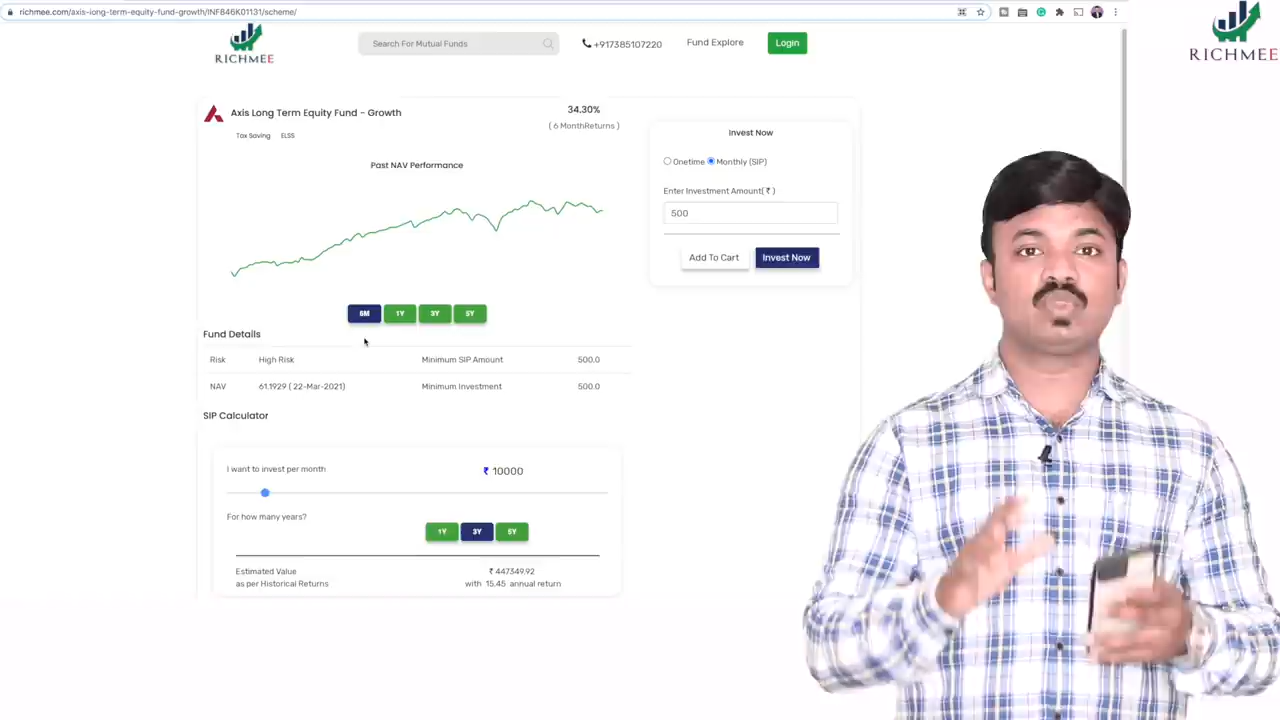 richmee.com/axis-long-term-equity-fund-growth/INF846K01131/scheme/
RICHMEE
Search For Mutual Funds
+917385107220
Fund Explore
Login
RICHMEE
Axis Long Term Equity Fund - Growth
34.30%
( 6 MonthReturns )
Tax Saving ELSS
Past NAV Performance
6M 1Y 3Y 5Y
Invest Now
Onetime Monthly (SIP)
Enter Investment Amount( ₹ )
500
Add To Cart Invest Now
Fund Details
Risk High Risk Minimum SIP Amount 500.0
NAV 61.1929 ( 22-Mar-2021) Minimum Investment 500.0
SIP Calculator
I want to invest per month ₹ 10000
For how many years? 1Y 3Y 5Y
Estimated Value ₹ 447349.92
as per Historical Returns with 15.45 annual return